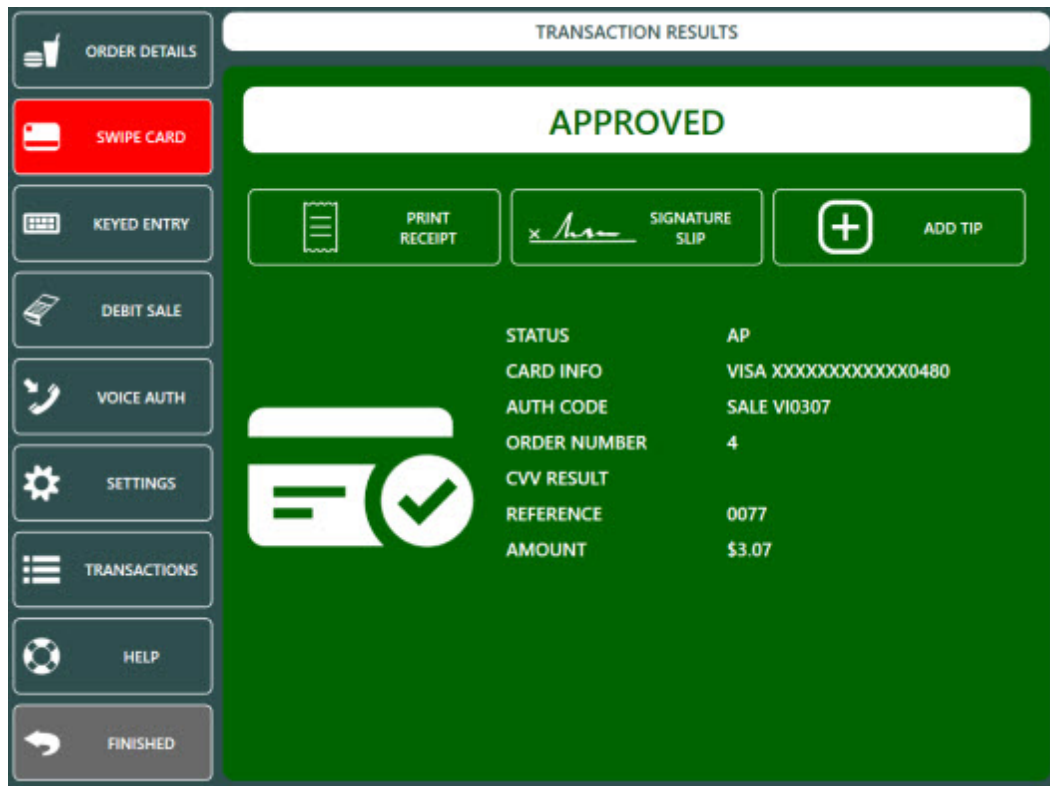 ORDER DETAILS
SWIPE CARD
KEYED ENTRY
DEBIT SALE
VOICE AUTH
SETTINGS
TRANSACTIONS
HELP
FINISHED
TRANSACTION RESULTS
APPROVED
PRINT
RECEIPT
SIGNATURE
SLIP
ADD TIP
STATUS AP
CARD INFO VISA XXXXXXXXXXXX0480
AUTH CODE SALE VI0307
ORDER NUMBER 4
CVV RESULT
REFERENCE 0077
AMOUNT $3.07